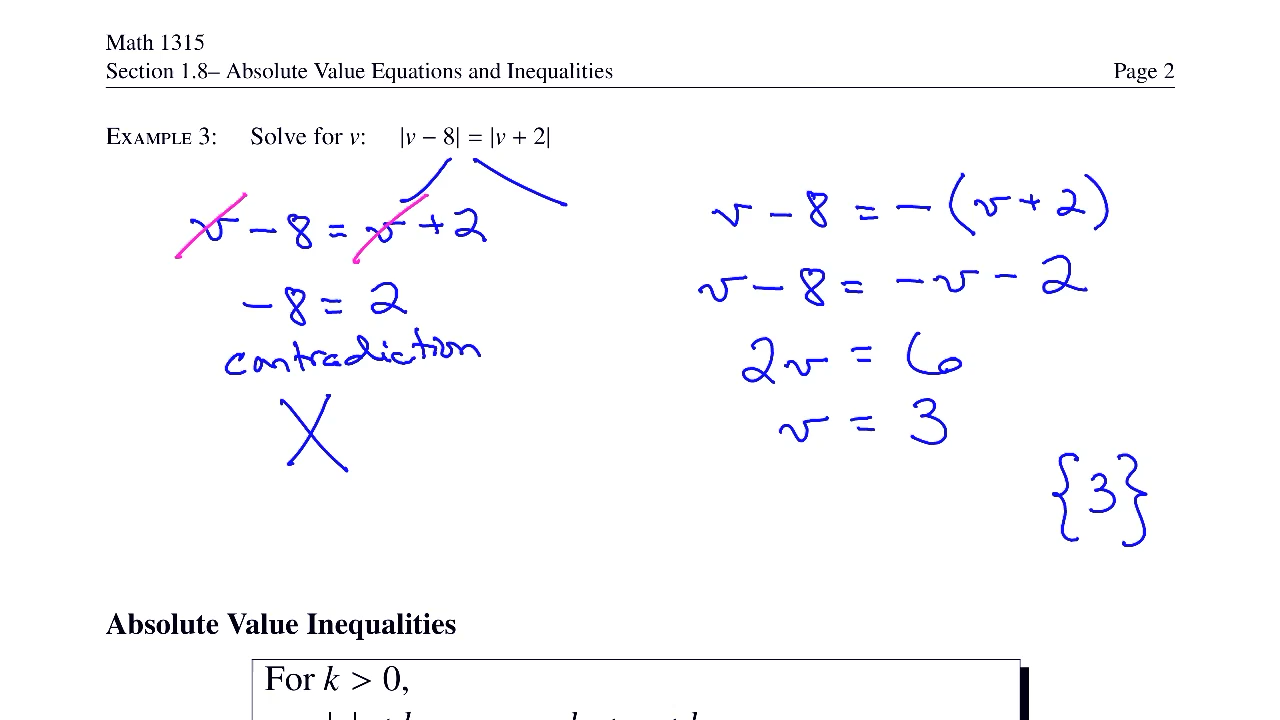 Math 1315
Section 1.8– Absolute Value Equations and Inequalities Page 2
Example 3: Solve for v: |v − 8| = |v + 2|
v − 8 = v + 2
− 8 = 2
contradiction
X
v − 8 = − (v + 2)
v − 8 = − v − 2
2v = 6
v = 3
{3}
Absolute Value Inequalities
For k > 0,